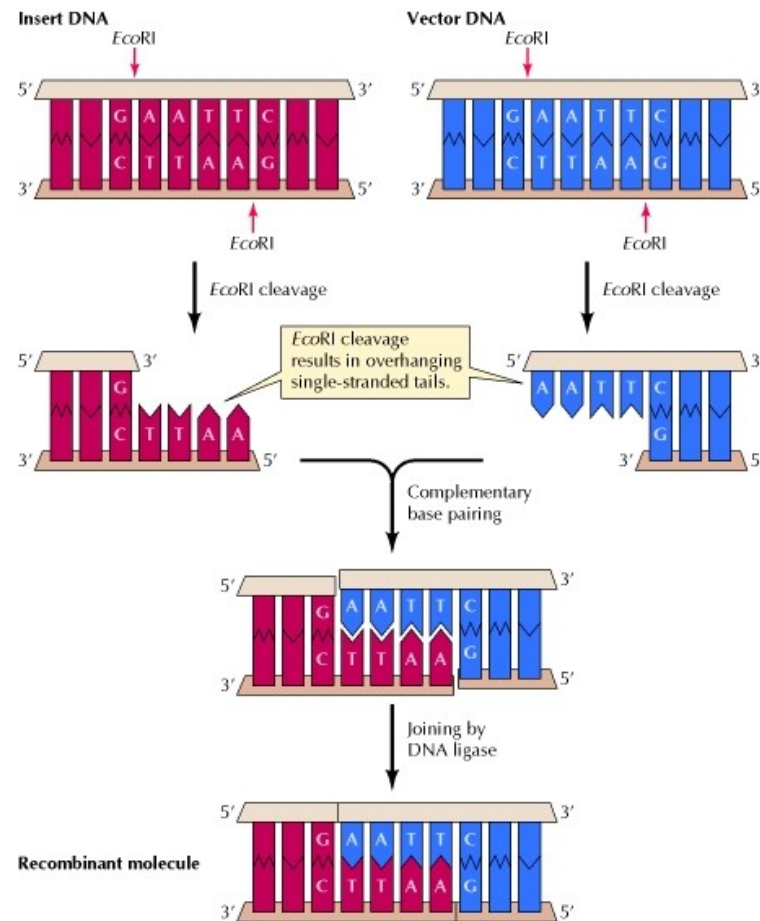 Insert DNA
Vector DNA
EcoRI
EcoRI
5′ 3′
5′ 3
G A A T T C
G A A T T C
C T T A A G
C T T A A G
3′ 5′
3′ 5
EcoRI
EcoRI
EcoRI cleavage
EcoRI cleavage
EcoRI cleavage
results in overhanging
single-stranded tails.
5′ 3′
5′ 3
G
A A T T C
C T T A A
G
3′ 5′
3′ 5
Complementary
base pairing
5′ 3′
G A A T T C
C T T A A G
3′ 5′
Joining by
DNA ligase
5′ 3′
G A A T T C
Recombinant molecule
C T T A A G
3′ 5′